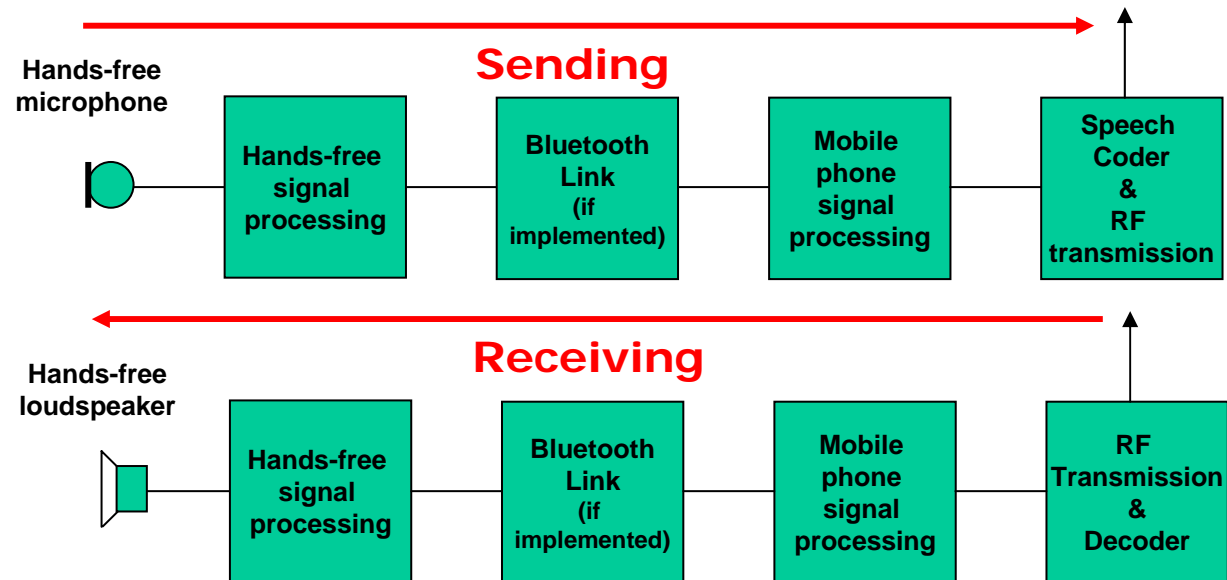 Sending
Hands-free
microphone
Hands-free
signal
processing
Bluetooth
Link
(if
implemented)
Mobile
phone
signal
processing
Speech
Coder
&
RF
transmission
Receiving
Hands-free
loudspeaker
Hands-free
signal
processing
Bluetooth
Link
(if
implemented)
Mobile
phone
signal
processing
RF
Transmission
&
Decoder